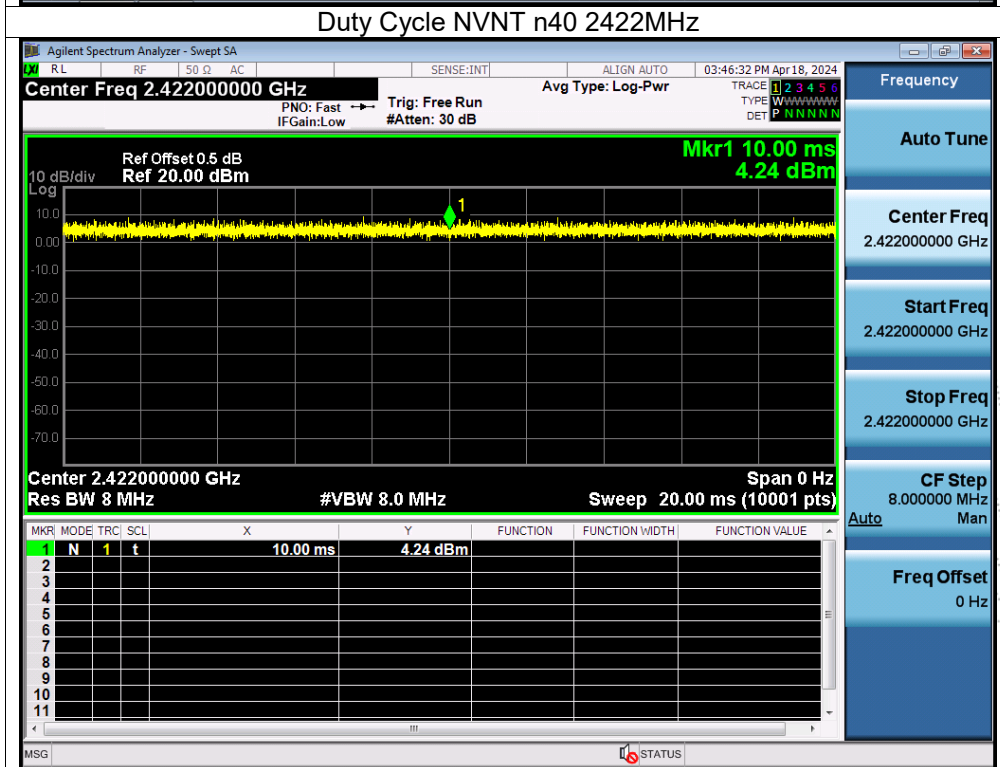 Duty Cycle NVNT n40 2422MHz
Agilent Spectrum Analyzer - Swept SA
LXI RL RF 50 Ω AC SENSE:INT ALIGN AUTO 03:46:32 PM Apr 18, 2024
Center Freq 2.422000000 GHz Avg Type: Log-Pwr TRACE 1 2 3 4 5 6
PNO: Fast Trig: Free Run TYPE WWWWWW
IFGain:Low #Atten: 30 dB DET P NNNNN
Frequency
Auto Tune
Center Freq
2.422000000 GHz
Start Freq
2.422000000 GHz
Stop Freq
2.422000000 GHz
CF Step
8.000000 MHz
Auto Man
Freq Offset
0 Hz
Mkr1 10.00 ms
4.24 dBm
Ref Offset 0.5 dB
10 dB/div Ref 20.00 dBm
Log
1
10.0
0.00
-10.0
-20.0
-30.0
-40.0
-50.0
-60.0
-70.0
Center 2.422000000 GHz Span 0 Hz
Res BW 8 MHz #VBW 8.0 MHz Sweep 20.00 ms (10001 pts)
MKR MODE TRC SCL X Y FUNCTION FUNCTION WIDTH FUNCTION VALUE
1 N 1 t 10.00 ms 4.24 dBm
2
3
4
5
6
7
8
9
10
11
MSG STATUS